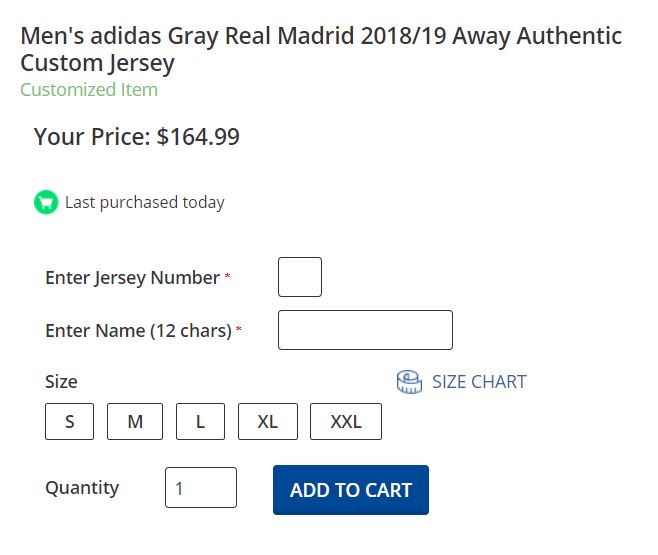 Men's adidas Gray Real Madrid 2018/19 Away Authentic
Custom Jersey
Customized Item
Your Price: $164.99
Last purchased today
Enter Jersey Number *
Enter Name (12 chars) *
Size
SIZE CHART
S M L XL XXL
Quantity 1 ADD TO CART